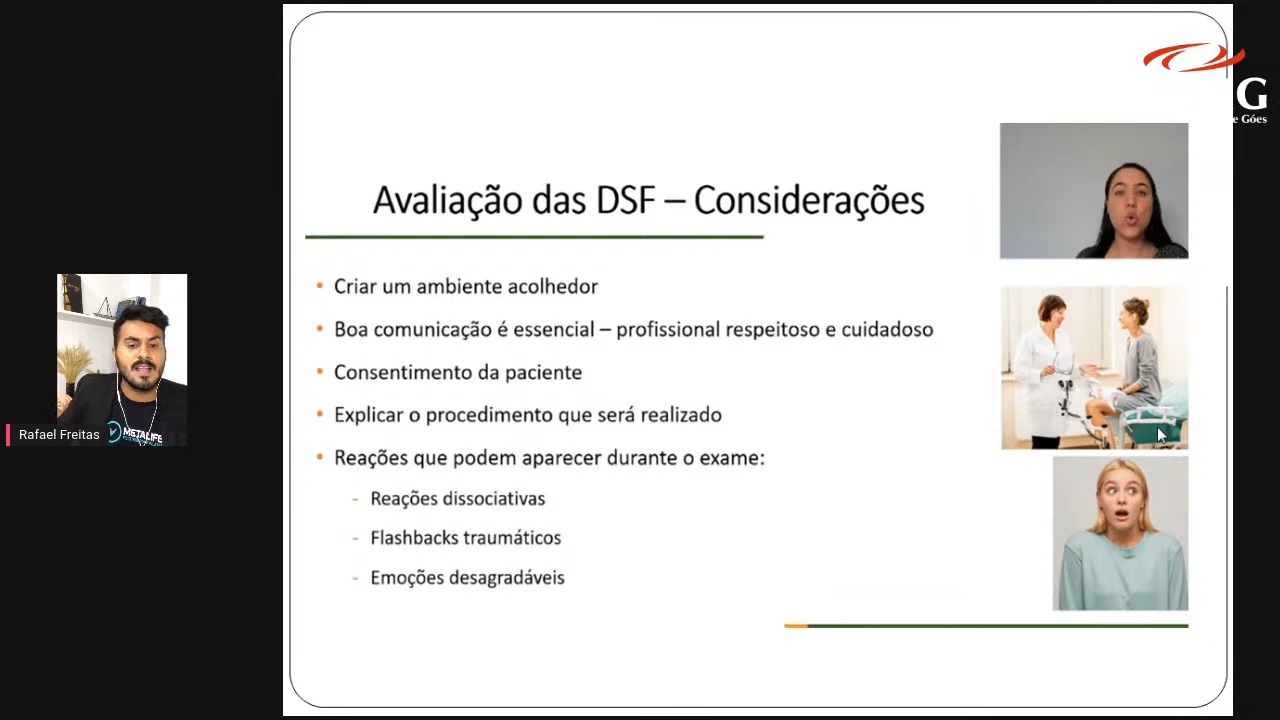 G
e Góes
Avaliação das DSF – Considerações
• Criar um ambiente acolhedor
• Boa comunicação é essencial – profissional respeitoso e cuidadoso
• Consentimento da paciente
• Explicar o procedimento que será realizado
• Reações que podem aparecer durante o exame:
- Reações dissociativas
- Flashbacks traumáticos
- Emoções desagradáveis
Rafael Freitas
METALIFE